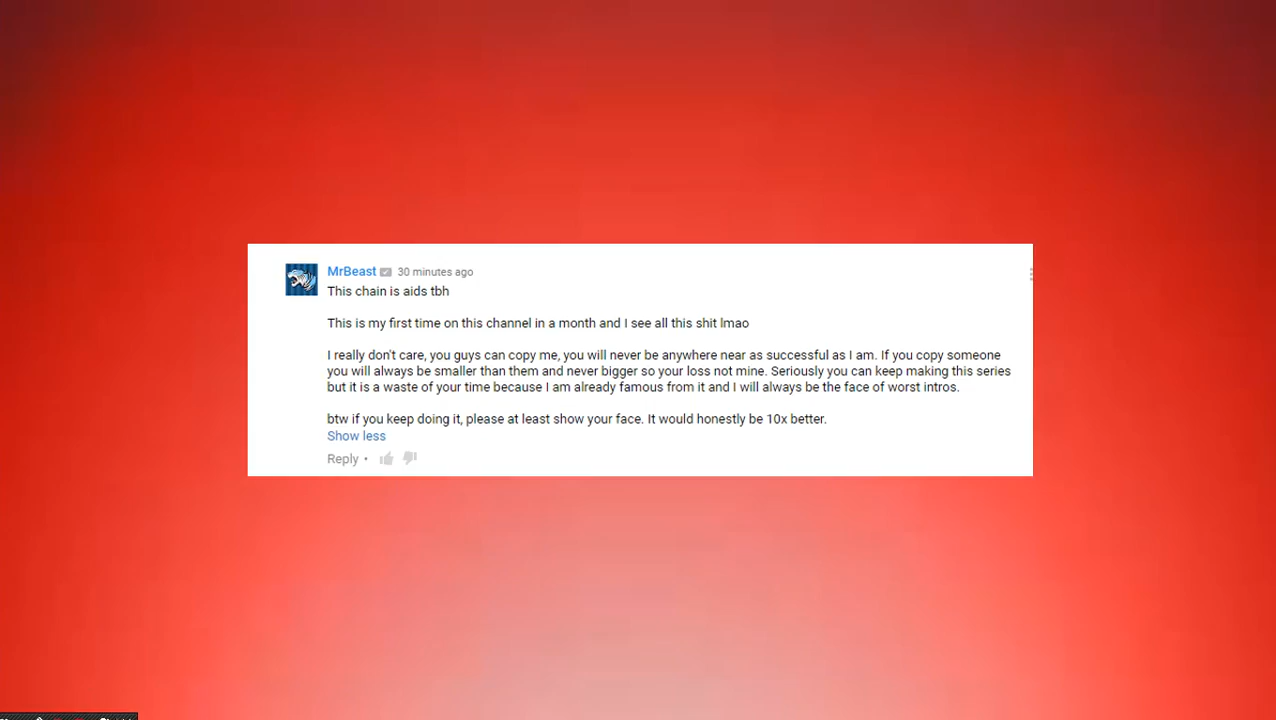 MrBeast 30 minutes ago
This chain is aids tbh
This is my first time on this channel in a month and I see all this shit lmao
I really don't care, you guys can copy me, you will never be anywhere near as successful as I am. If you copy someone
you will always be smaller than them and never bigger so your loss not mine. Seriously you can keep making this series
but it is a waste of your time because I am already famous from it and I will always be the face of worst intros.
btw if you keep doing it, please at least show your face. It would honestly be 10x better.
Show less
Reply •